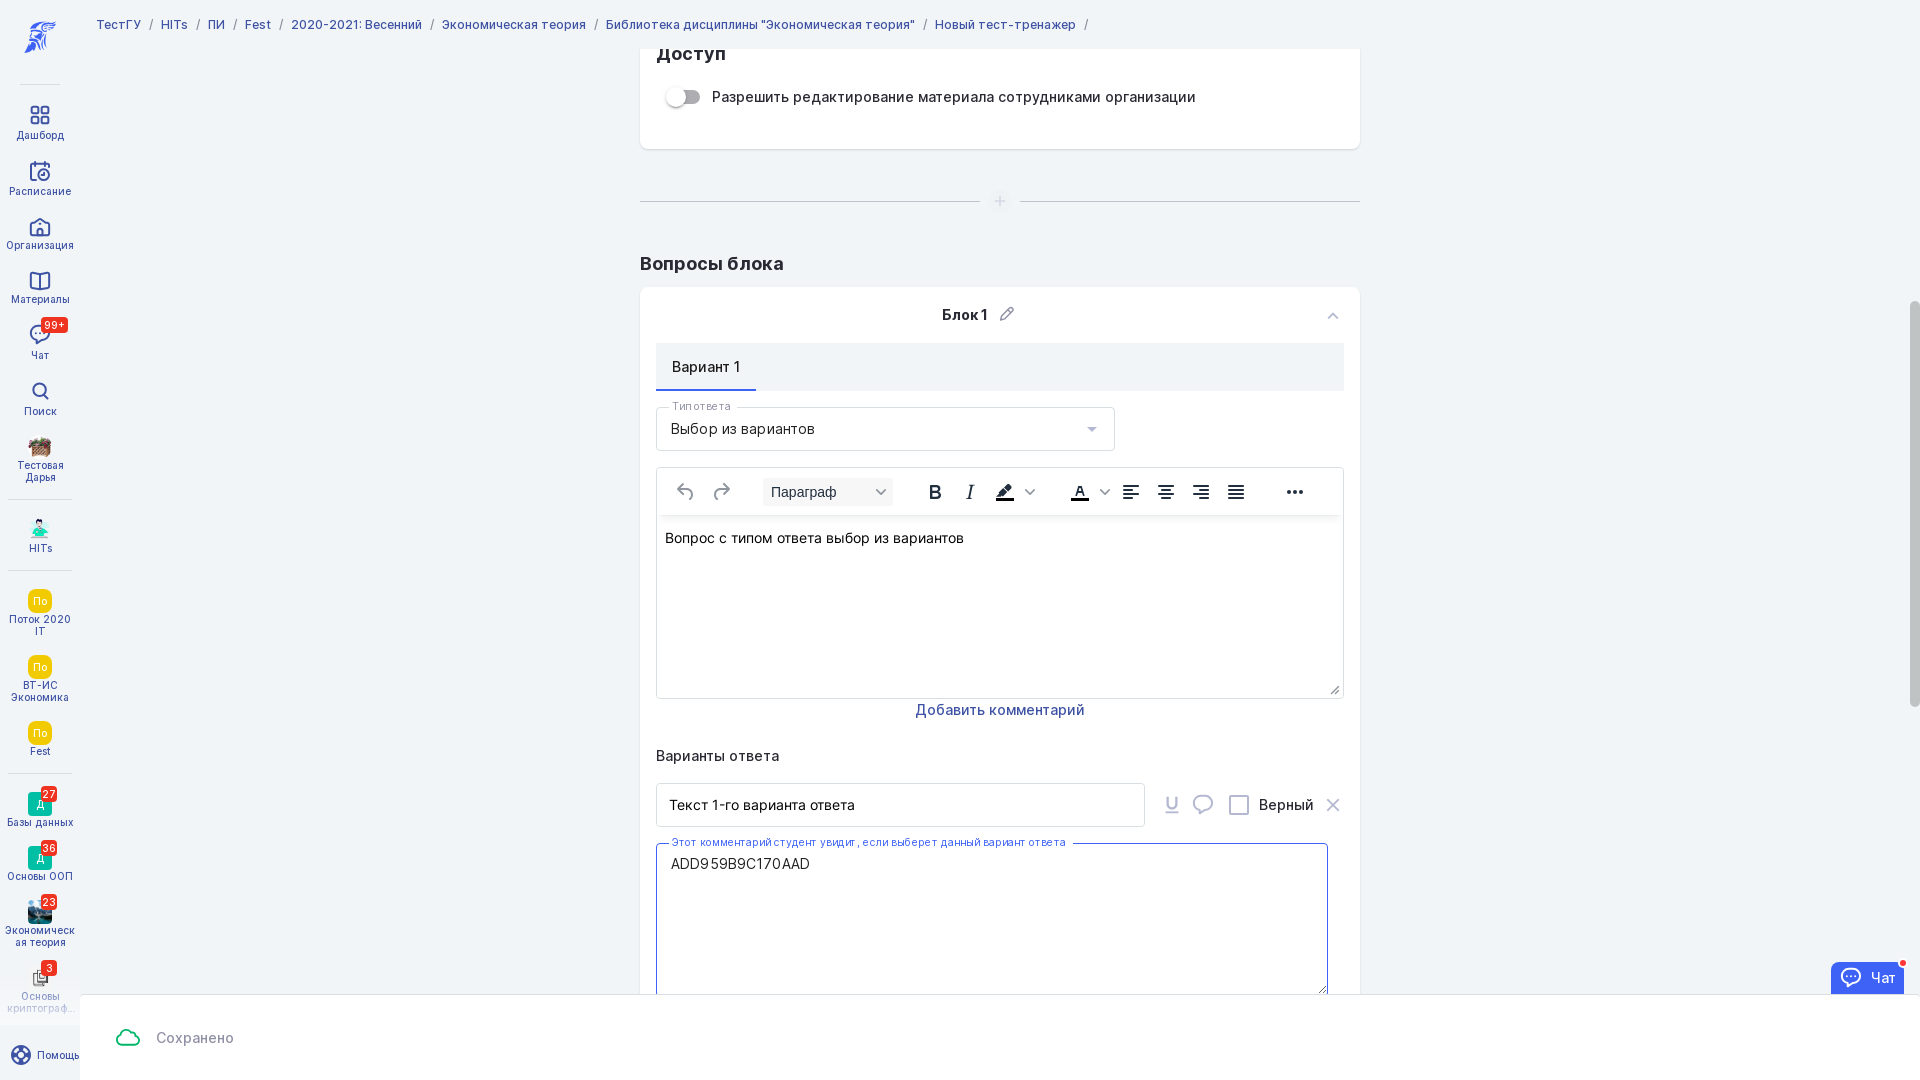 ТестГУ / HITs / ПИ / Fest / 2020-2021: Весенний / Экономическая теория / Библиотека дисциплины "Экономическая теория" / Новый тест-тренажер /
Дашборд
Расписание
Организация
Материалы
99+
Чат
Поиск
Тестовая
Дарья
HITs
По
Поток 2020
IT
По
ВТ-ИС
Экономика
По
Fest
27
Д
Базы данных
36
Д
Основы ООП
23
Экономическ
ая теория
3
Основы
криптограф...
Помощь
Доступ
Разрешить редактирование материала сотрудниками организации
Вопросы блока
Блок 1
Вариант 1
Тип ответа
Выбор из вариантов
Параграф
Вопрос с типом ответа выбор из вариантов
Добавить комментарий
Варианты ответа
Текст 1-го варианта ответа
Верный
Этот комментарий студент увидит, если выберет данный вариант ответа
ADD959B9C170AAD
Чат
Сохранено